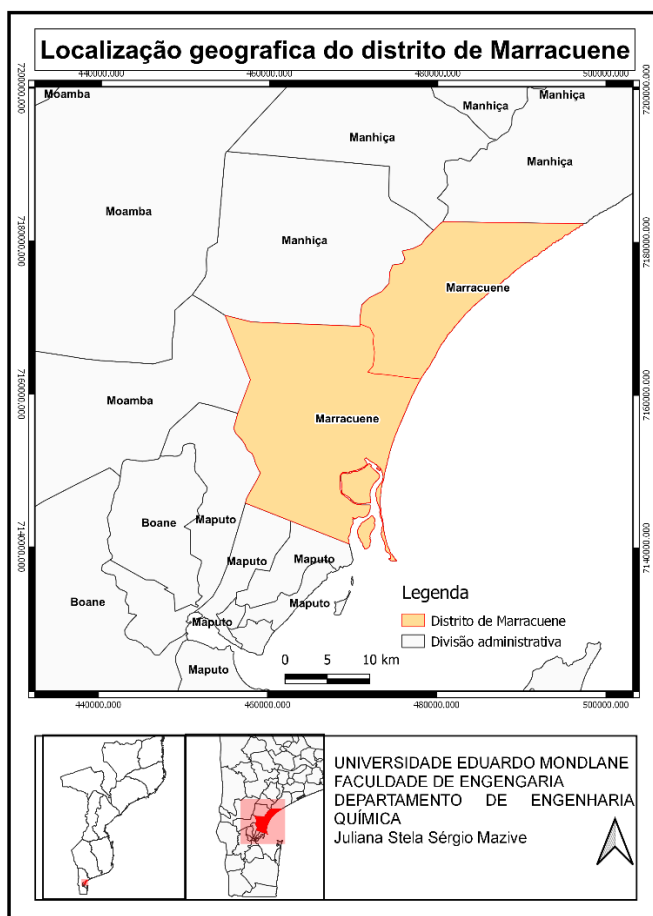 Localização geografica do distrito de Marracuene
440000.000 460000.000 480000.000 500000.000
7200000.000 7200000.000
Moamba
Manhiça
Manhiça
Moamba
Manhiça
Manhiça
Moamba
Manhiça
7180000.000 7180000.000
Marracuene
7160000.000 7160000.000
Moamba
Marracuene
Boane
Maputo
Maputo
Maputo
7140000.000 7140000.000
Boane
Maputo
Maputo
Maputo
Legenda
Distrito de Marracuene
Divisão administrativa
0 5 10 km
440000.000 460000.000 480000.000 500000.000
UNIVERSIDADE EDUARDO MONDLANE
FACULDADE DE ENGENGARIA
DEPARTAMENTO DE ENGENHARIA
QUÍMICA
Juliana Stela Sérgio Mazive